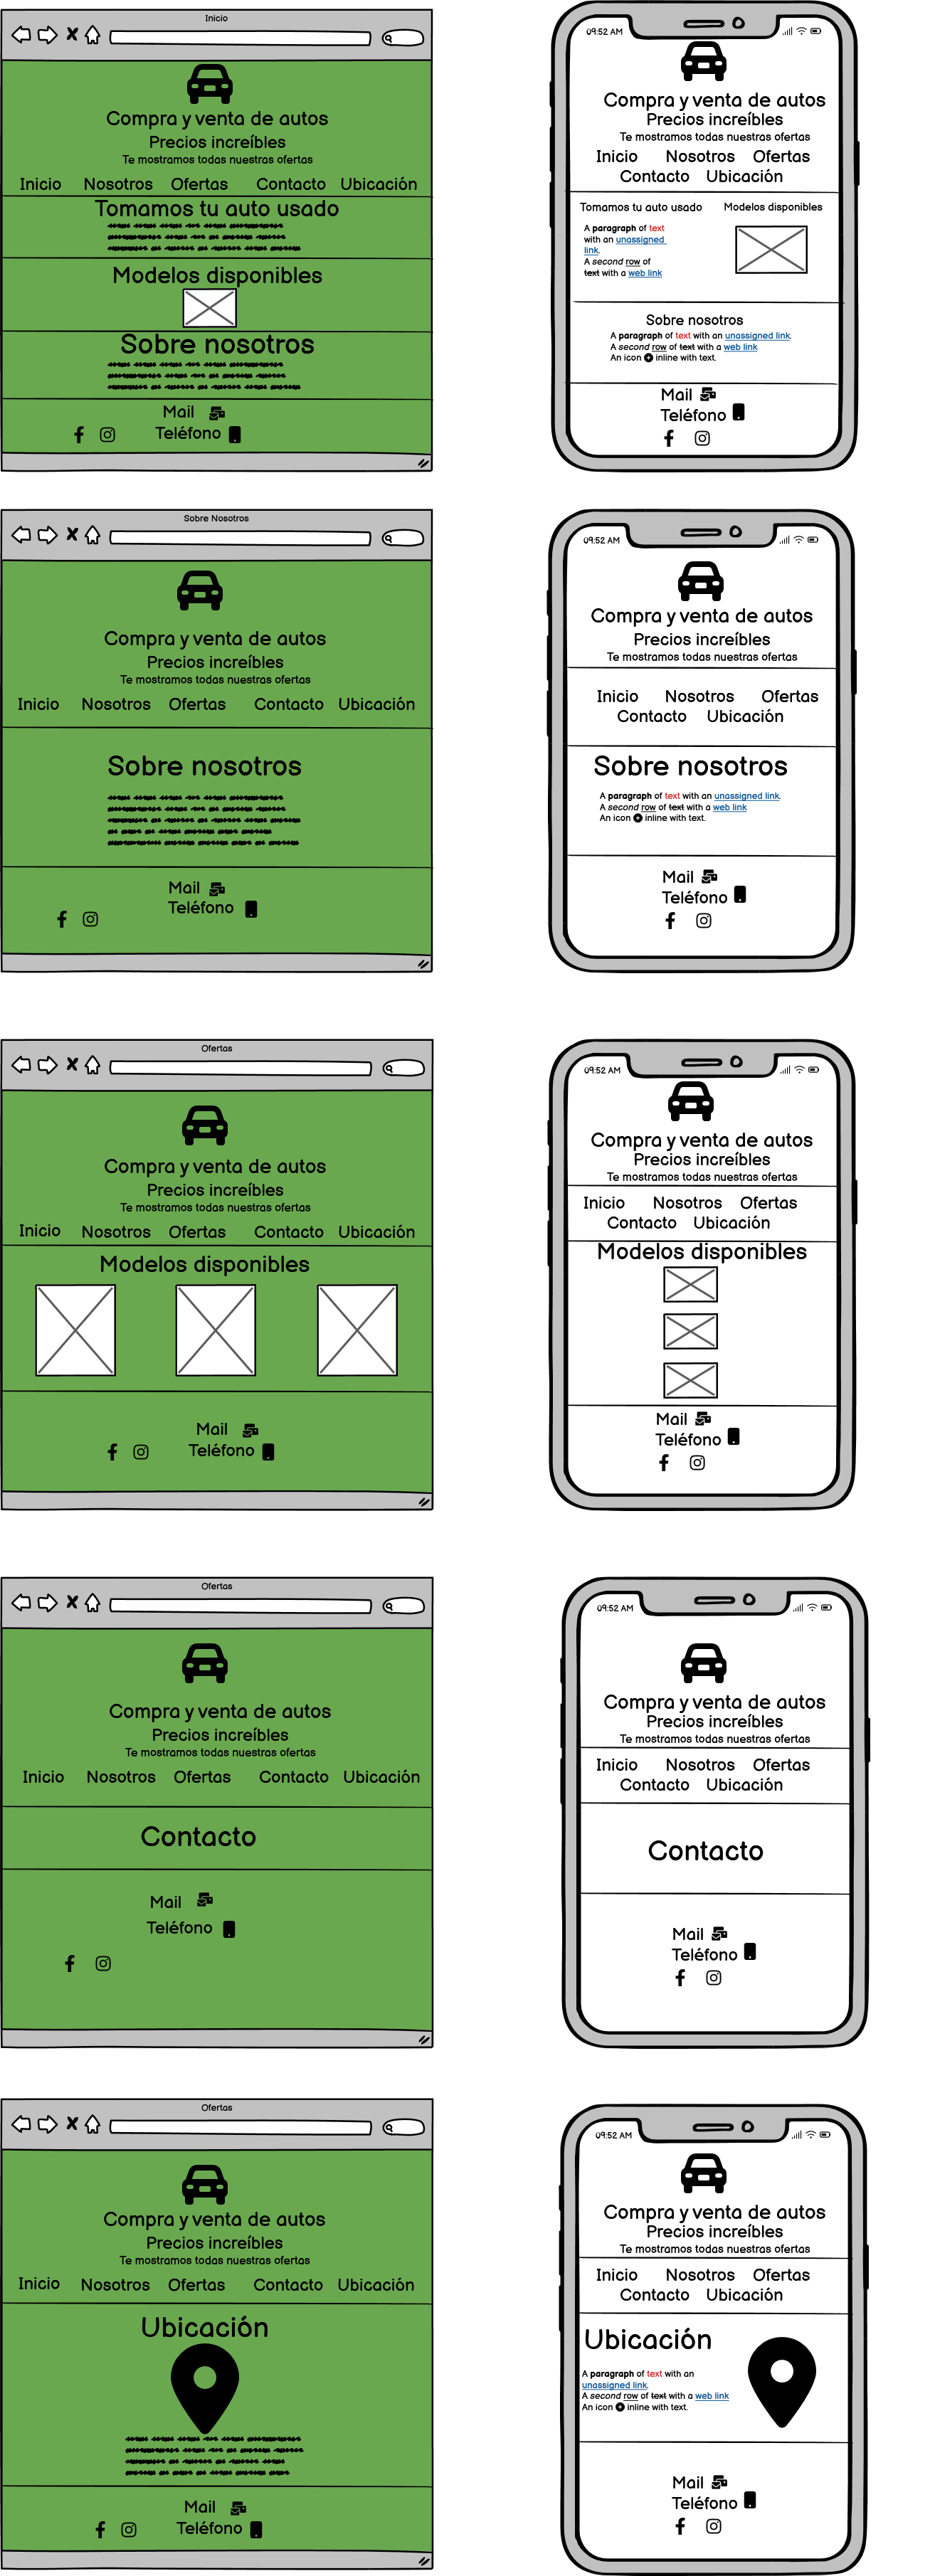 Inicio
Compra y venta de autos
Precios increíbles
Te mostramos todas nuestras ofertas
Inicio Nosotros Ofertas Contacto Ubicación
Tomamos tu auto usado
Modelos disponibles
Sobre nosotros
Mail
Teléfono
09:52 AM
Compra y venta de autos
Precios increíbles
Te mostramos todas nuestras ofertas
Inicio Nosotros Ofertas
Contacto Ubicación
Tomamos tu auto usado
A paragraph of text
with an unassigned
link.
A second row of
text with a web link
Modelos disponibles
Sobre nosotros
A paragraph of text with an unassigned link.
A second row of text with a web link
An icon inline with text.
Mail
Teléfono
Sobre Nosotros
Compra y venta de autos
Precios increíbles
Te mostramos todas nuestras ofertas
Inicio Nosotros Ofertas Contacto Ubicación
Sobre nosotros
Mail
Teléfono
09:52 AM
Compra y venta de autos
Precios increíbles
Te mostramos todas nuestras ofertas
Inicio Nosotros Ofertas
Contacto Ubicación
Sobre nosotros
A paragraph of text with an unassigned link.
A second row of text with a web link
An icon inline with text.
Mail
Teléfono
Ofertas
Compra y venta de autos
Precios increíbles
Te mostramos todas nuestras ofertas
Inicio Nosotros Ofertas Contacto Ubicación
Modelos disponibles
Mail
Teléfono
09:52 AM
Compra y venta de autos
Precios increíbles
Te mostramos todas nuestras ofertas
Inicio Nosotros Ofertas
Contacto Ubicación
Modelos disponibles
Mail
Teléfono
Ofertas
Compra y venta de autos
Precios increíbles
Te mostramos todas nuestras ofertas
Inicio Nosotros Ofertas Contacto Ubicación
Contacto
Mail
Teléfono
09:52 AM
Compra y venta de autos
Precios increíbles
Te mostramos todas nuestras ofertas
Inicio Nosotros Ofertas
Contacto Ubicación
Contacto
Mail
Teléfono
Ofertas
Compra y venta de autos
Precios increíbles
Te mostramos todas nuestras ofertas
Inicio Nosotros Ofertas Contacto Ubicación
Ubicación
Mail
Teléfono
09:52 AM
Compra y venta de autos
Precios increíbles
Te mostramos todas nuestras ofertas
Inicio Nosotros Ofertas
Contacto Ubicación
Ubicación
A paragraph of text with an
unassigned link.
A second row of text with a web link
An icon inline with text.
Mail
Teléfono